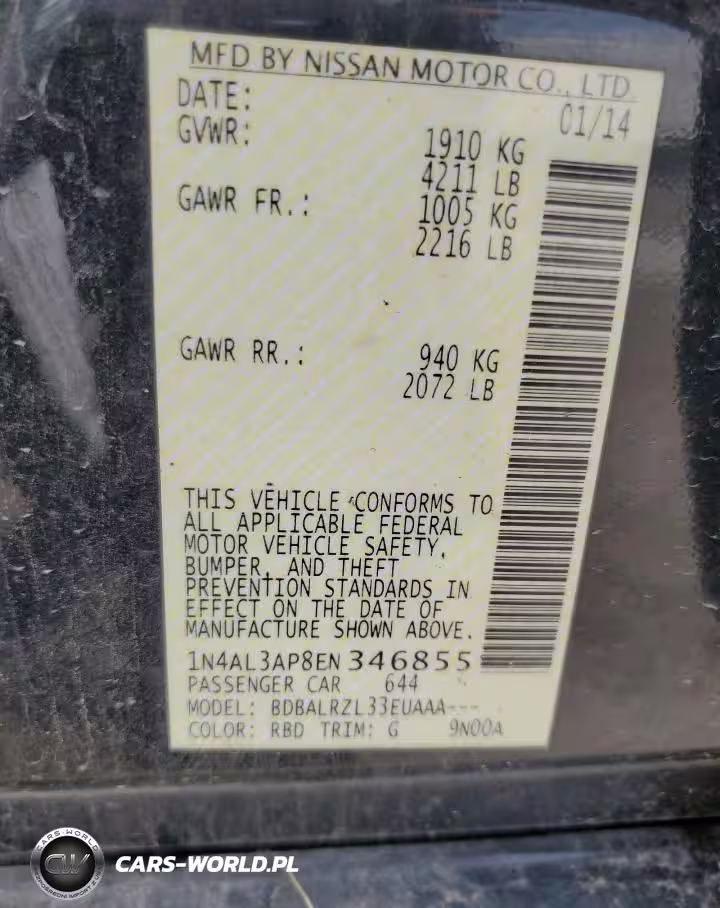 MFD BY NISSAN MOTOR CO., LTD.
DATE: 01/14
GVWR: 1910 KG
4211 LB
GAWR FR.: 1005 KG
2216 LB
GAWR RR.: 940 KG
2072 LB
THIS VEHICLE CONFORMS TO
ALL APPLICABLE FEDERAL
MOTOR VEHICLE SAFETY,
BUMPER, AND THEFT
PREVENTION STANDARDS IN
EFFECT ON THE DATE OF
MANUFACTURE SHOWN ABOVE.
1N4AL3AP8EN346855
PASSENGER CAR 644
MODEL: BDBALRZL33EUAAA---
COLOR: RBD TRIM: G 9N00A
CARS-WORLD
CW
CARS-WORLD.PL